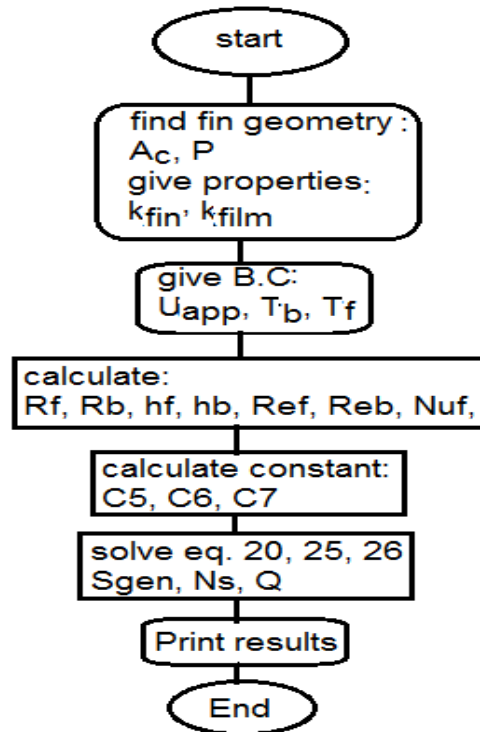 start
find fin geometry :
Ac, P
give properties:
kfin, kfilm
give B.C:
Uapp, Tb, Tf
calculate:
Rf, Rb, hf, hb, Ref, Reb, Nuf,
calculate constant:
C5, C6, C7
solve eq. 20, 25, 26
Sgen, Ns, Q
Print results
End